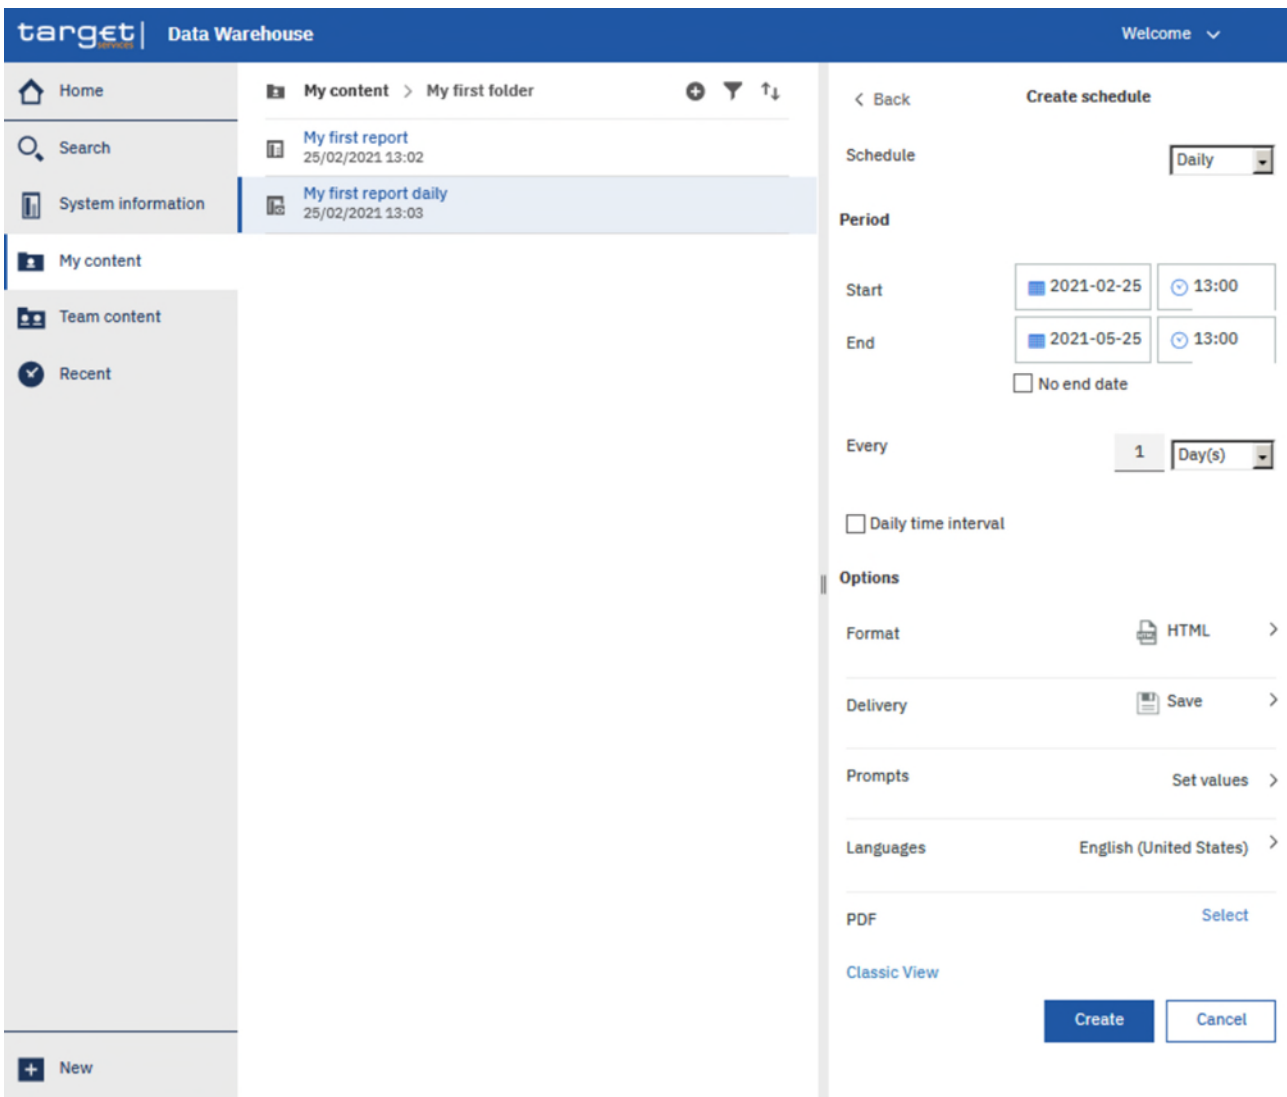 target| Data Warehouse
services
Welcome
Home
Search
System information
My content
Team content
Recent
New
My content > My first folder
My first report
25/02/2021 13:02
My first report daily
25/02/2021 13:03
< Back Create schedule
Schedule Daily
Period
Start 2021-02-25 13:00
End 2021-05-25 13:00
No end date
Every 1 Day(s)
Daily time interval
Options
Format HTML >
Delivery Save >
Prompts Set values >
Languages English (United States) >
PDF Select
Classic View
Create Cancel